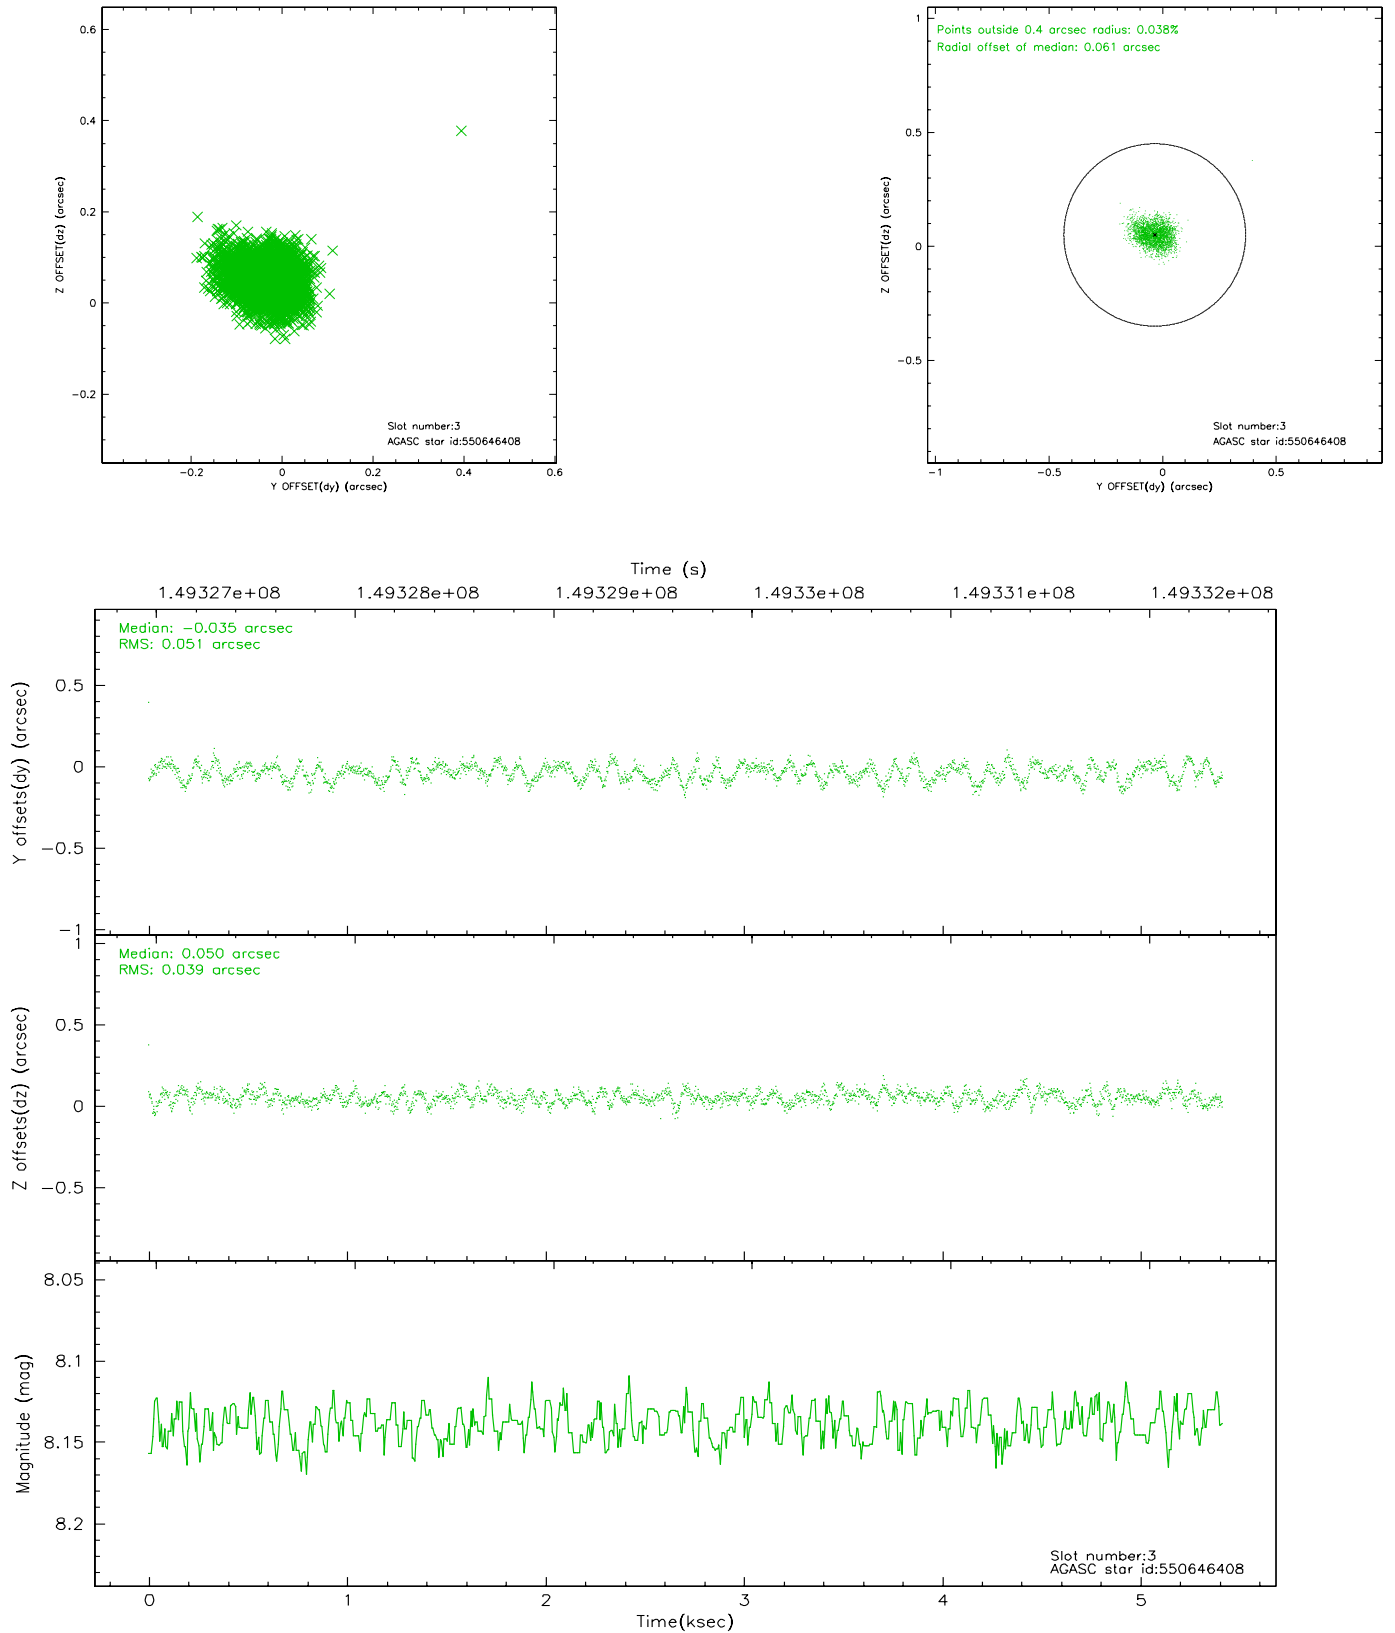 0.6
0.4
0.2
0
−0.2
Z OFFSET(dz) (arcsec)
−0.2 0 0.2 0.4 0.6
Y OFFSET(dy) (arcsec)
Slot number:3
AGASC star id:550646408
Points outside 0.4 arcsec radius: 0.038%
Radial offset of median: 0.061 arcsec
1
0.5
0
−0.5
Z OFFSET(dz) (arcsec)
−1 −0.5 0 0.5
Y OFFSET(dy) (arcsec)
Slot number:3
AGASC star id:550646408
Time (s)
1.49327e+08 1.49328e+08 1.49329e+08 1.4933e+08 1.49331e+08 1.49332e+08
Median: −0.035 arcsec
RMS: 0.051 arcsec
0.5
0
−0.5
−1
Y offsets(dy) (arcsec)
Median: 0.050 arcsec
RMS: 0.039 arcsec
1
0.5
0
−0.5
Z offsets(dz) (arcsec)
8.05
8.1
8.15
8.2
Magnitude (mag)
Slot number:3
AGASC star id:550646408
0 1 2 3 4 5
Time(ksec)